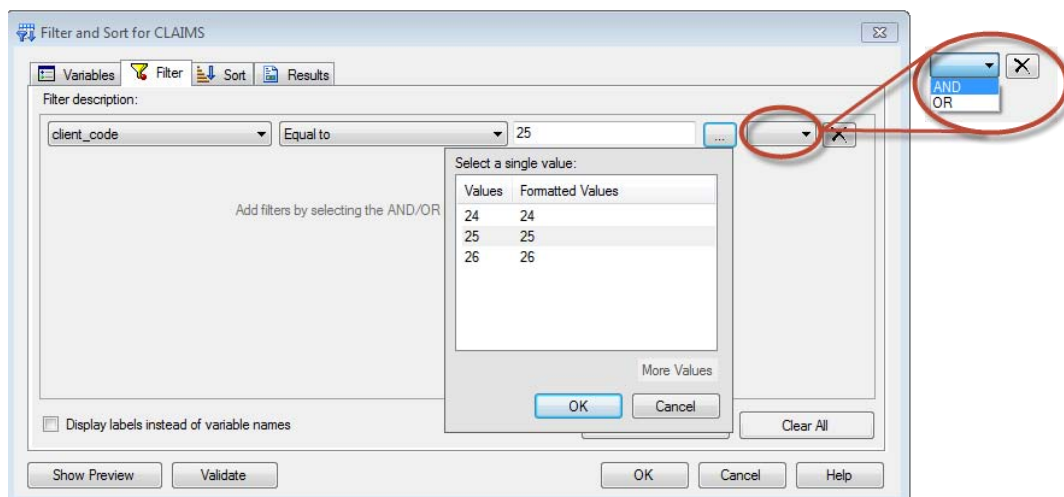 Filter and Sort for CLAIMS
Variables Filter Sort Results
Filter description:
client_code Equal to 25 ...
AND
OR
Select a single value:
Values Formatted Values
Add filters by selecting the AND/OR
24 24
25 25
26 26
More Values
OK Cancel
Display labels instead of variable names
Clear All
Show Preview Validate OK Cancel Help